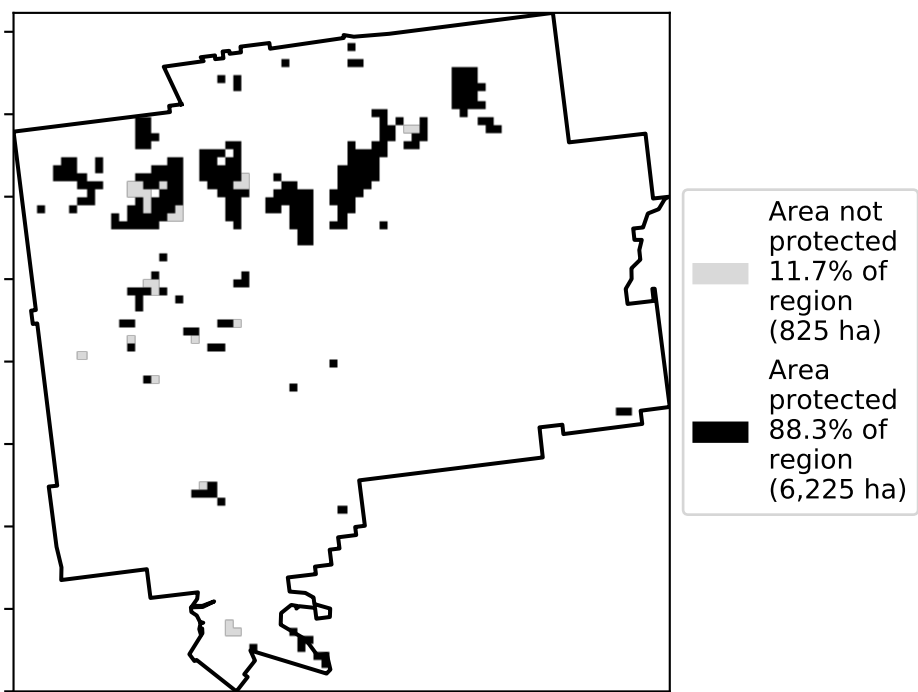 Area not
protected
11.7% of
region
(825 ha)
Area
protected
88.3% of
region
(6,225 ha)